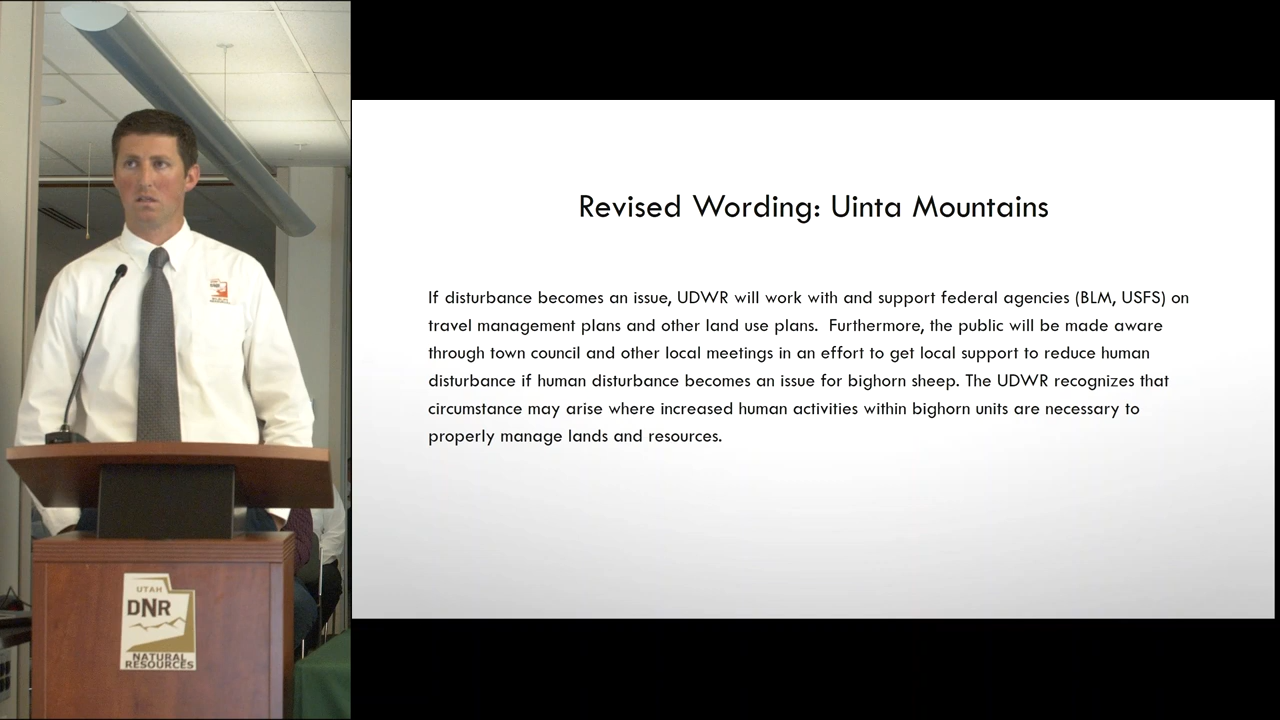 Revised Wording: Uinta Mountains
If disturbance becomes an issue, UDWR will work with and support federal agencies (BLM, USFS) on
travel management plans and other land use plans.  Furthermore, the public will be made aware
through town council and other local meetings in an effort to get local support to reduce human
disturbance if human disturbance becomes an issue for bighorn sheep. The UDWR recognizes that
circumstance may arise where increased human activities within bighorn units are necessary to
properly manage lands and resources.
UTAH
DNR
NATURAL
RESOURCES